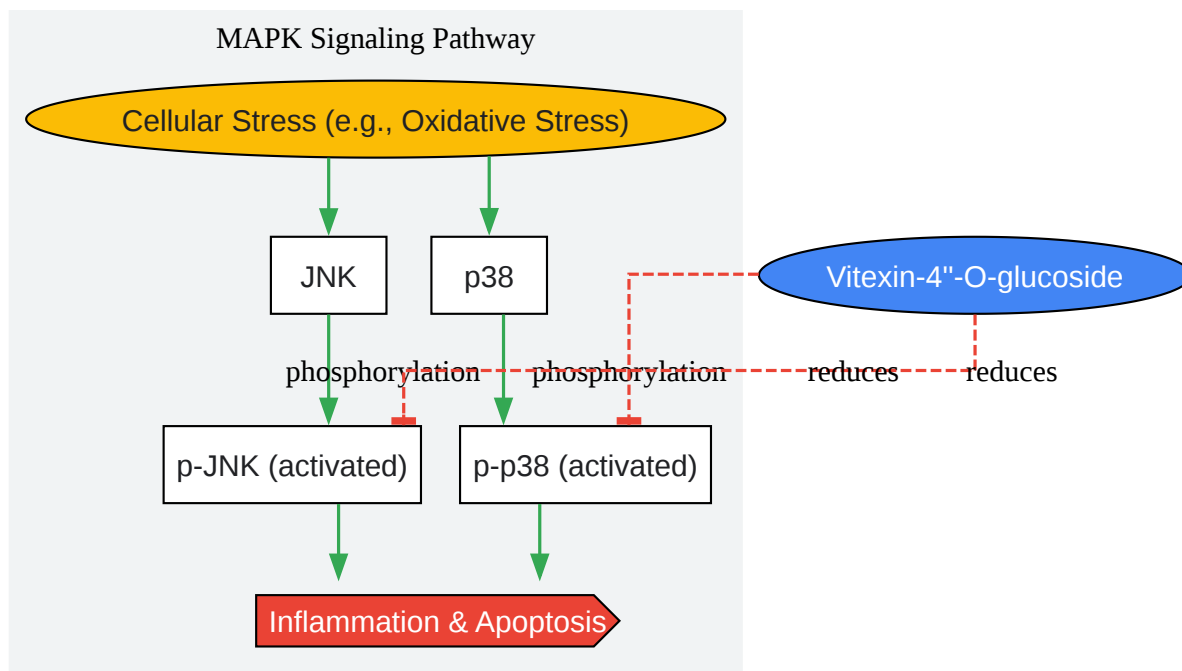 MAPK Signaling Pathway
Cellular Stress (e.g., Oxidative Stress)
JNK
p38
Vitexin-4''-O-glucoside
phosphorylation
phosphorylation
reduces
reduces
p-JNK (activated)
p-p38 (activated)
Inflammation & Apoptosis